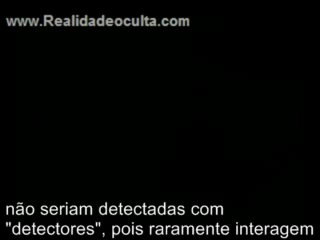 www.Realidadeoculta.com
não seriam detectadas com
"detectores", pois raramente interagem